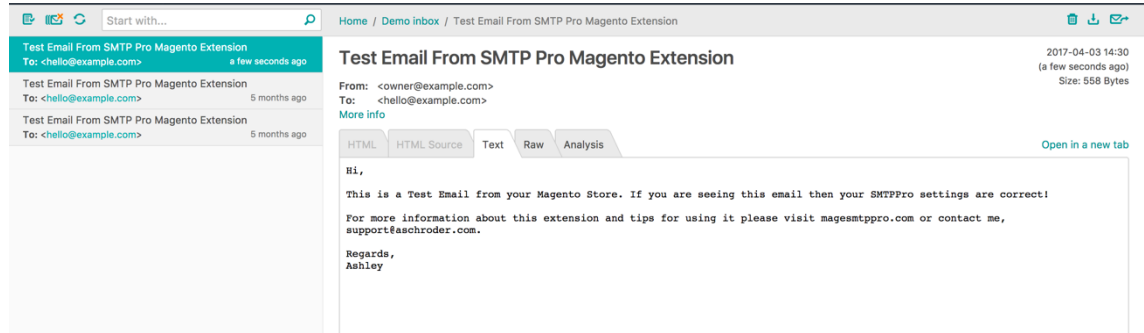 Start with...
Test Email From SMTP Pro Magento Extension
To: <hello@example.com> a few seconds ago
Test Email From SMTP Pro Magento Extension
To: <hello@example.com> 5 months ago
Test Email From SMTP Pro Magento Extension
To: <hello@example.com> 5 months ago
Home / Demo inbox / Test Email From SMTP Pro Magento Extension
Test Email From SMTP Pro Magento Extension
2017-04-03 14:30
(a few seconds ago)
Size: 558 Bytes
From: <owner@example.com>
To: <hello@example.com>
More info
HTML HTML Source Text Raw Analysis
Open in a new tab
Hi,
This is a Test Email from your Magento Store. If you are seeing this email then your SMTPPro settings are correct!
For more information about this extension and tips for using it please visit magesmtppro.com or contact me,
support@aschroder.com.
Regards,
Ashley